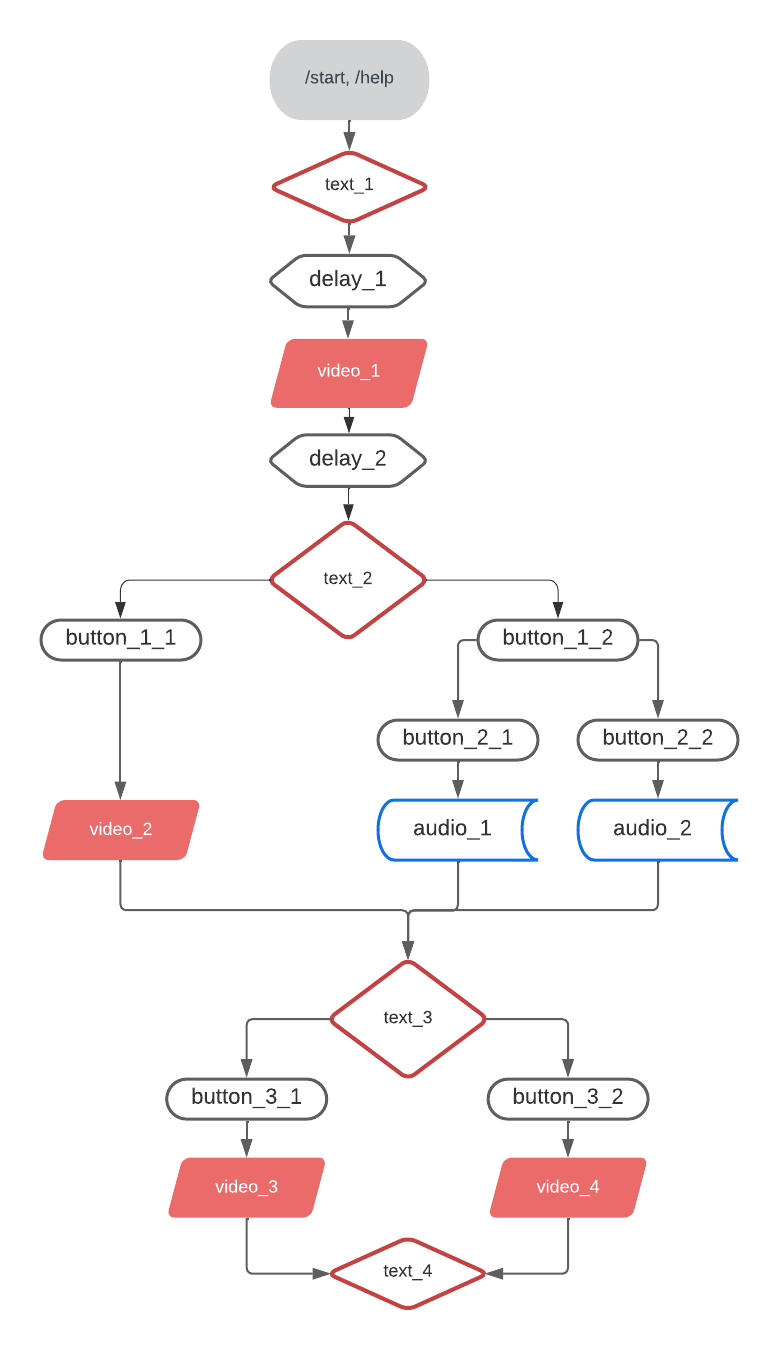 /start, /help
text_1
delay_1
video_1
delay_2
text_2
button_1_1
button_1_2
button_2_1
button_2_2
video_2
audio_1
audio_2
text_3
button_3_1
button_3_2
video_3
video_4
text_4